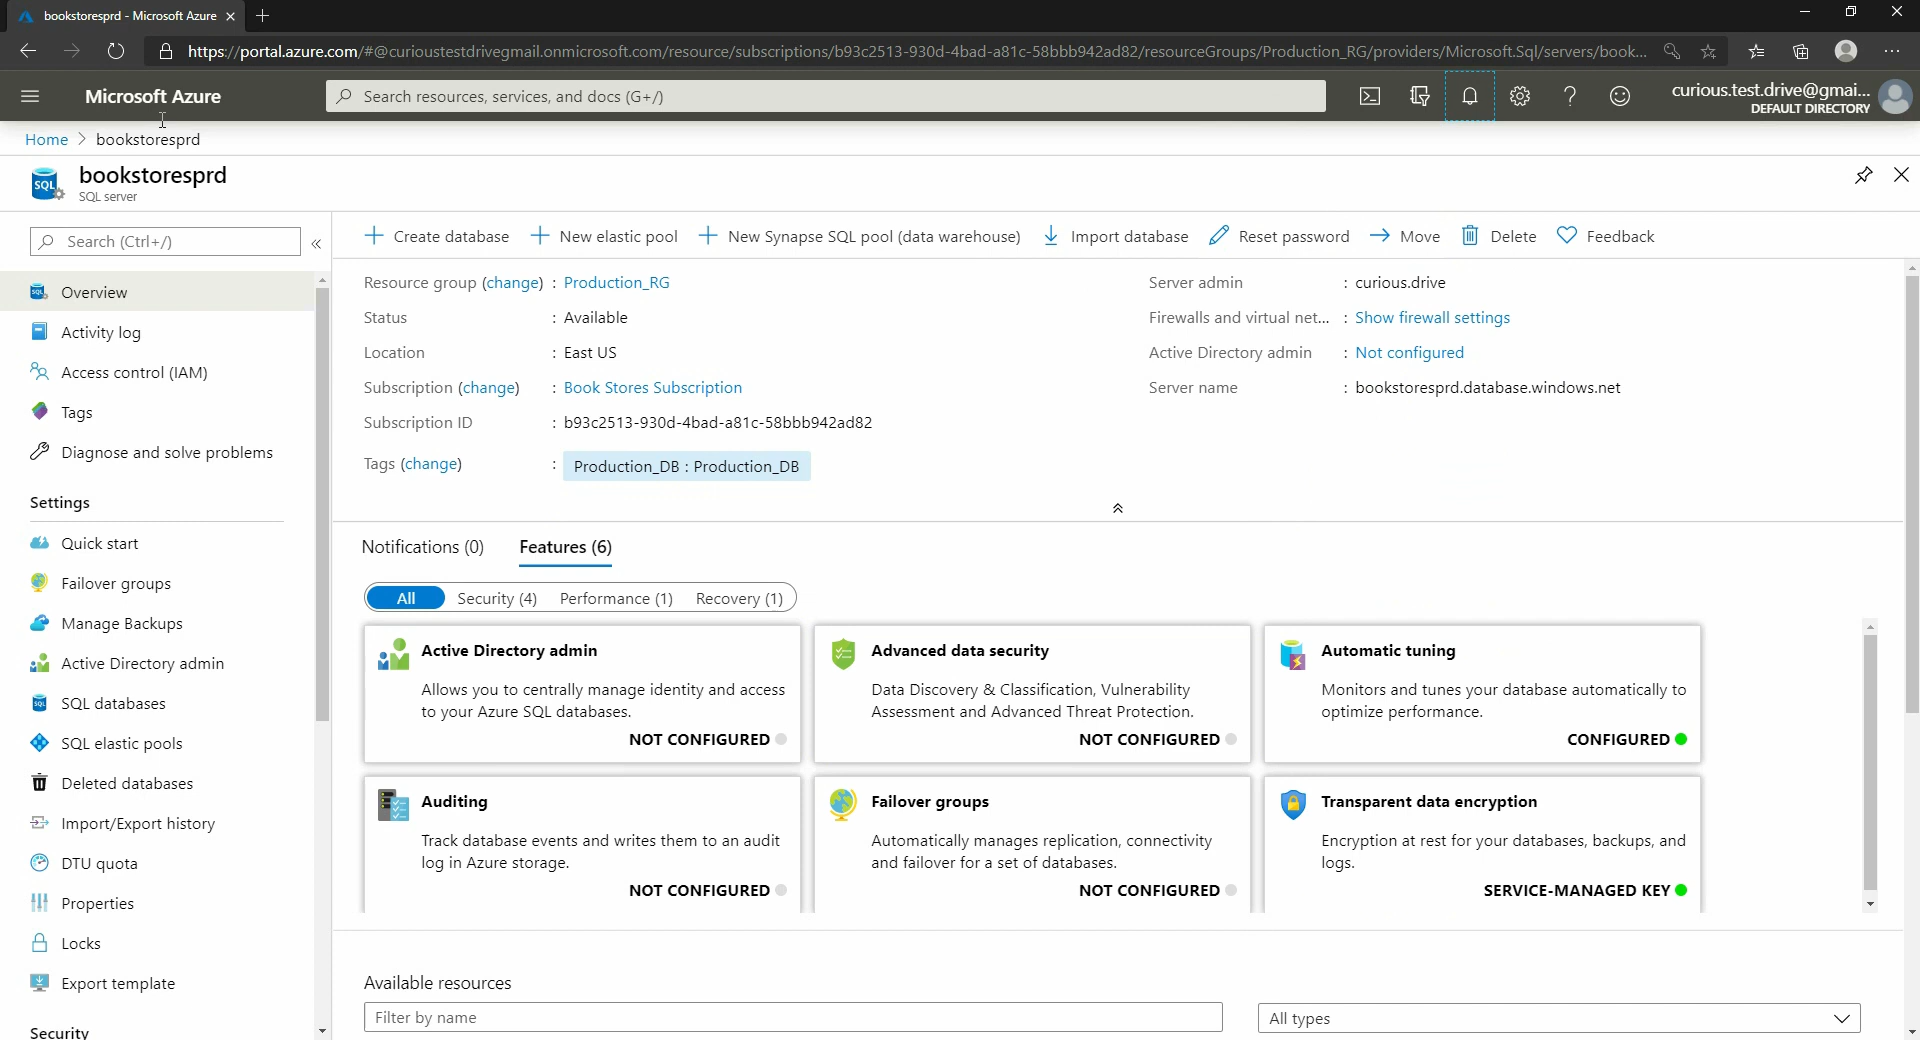 bookstoresprd - Microsoft Azure
https://portal.azure.com/#@curioustestdrivegmail.onmicrosoft.com/resource/subscriptions/b93c2513-930d-4bad-a81c-58bbb942ad82/resourceGroups/Production_RG/providers/Microsoft.Sql/servers/book...
Microsoft Azure
Search resources, services, and docs (G+/)
curious.test.drive@gmai...
DEFAULT DIRECTORY
Home > bookstoresprd
bookstoresprd
SQL server
Search (Ctrl+/)
«
Overview
Activity log
Access control (IAM)
Tags
Diagnose and solve problems
Settings
Quick start
Failover groups
Manage Backups
Active Directory admin
SQL databases
SQL elastic pools
Deleted databases
Import/Export history
DTU quota
Properties
Locks
Export template
Security
Create database
New elastic pool
New Synapse SQL pool (data warehouse)
Import database
Reset password
Move
Delete
Feedback
Resource group (change) : Production_RG
Status : Available
Location : East US
Subscription (change) : Book Stores Subscription
Subscription ID : b93c2513-930d-4bad-a81c-58bbb942ad82
Tags (change) : Production_DB : Production_DB
Server admin : curious.drive
Firewalls and virtual net... : Show firewall settings
Active Directory admin : Not configured
Server name : bookstoresprd.database.windows.net
Notifications (0)
Features (6)
All
Security (4)
Performance (1)
Recovery (1)
Active Directory admin
Allows you to centrally manage identity and access
to your Azure SQL databases.
NOT CONFIGURED
Advanced data security
Data Discovery & Classification, Vulnerability
Assessment and Advanced Threat Protection.
NOT CONFIGURED
Automatic tuning
Monitors and tunes your database automatically to
optimize performance.
CONFIGURED
Auditing
Track database events and writes them to an audit
log in Azure storage.
NOT CONFIGURED
Failover groups
Automatically manages replication, connectivity
and failover for a set of databases.
NOT CONFIGURED
Transparent data encryption
Encryption at rest for your databases, backups, and
logs.
SERVICE-MANAGED KEY
Available resources
Filter by name
All types